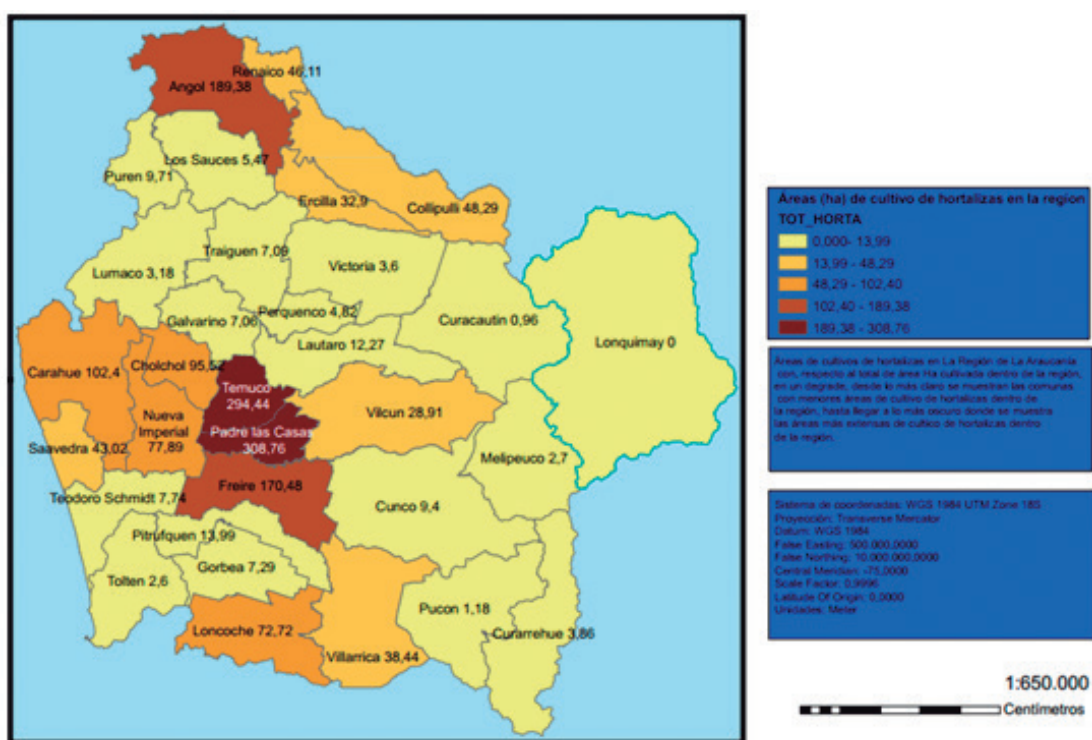 Renaico 46,11
Angol 189,38
Los Sauces 5,47
Puren 9,71
Ercilla 32,9
Collipulli 48,29
Traiguen 7,09
Victoria 3,6
Lumaco 3,18
Perquenco 4,82
Galvarino 7,06
Curacautin 0,96
Lonquimay 0
Lautaro 12,27
Cholchol 95,52
Carahue 102,4
Temuco
294,44
Vilcun 28,91
Nueva
Imperial
77,89
Padre las Casas
308,76
Saavedra 43,02
Melipeuco 2,7
Freire 170,48
Teodoro Schmidt 7,74
Cunco 9,4
Pitrufquen 13,99
Gorbea 7,29
Tolten 2,6
Pucon 1,18
Loncoche 72,72
Curarrehue 3,86
Villarrica 38,44
Áreas (ha) de cultivo de hortalizas en la region
TOT_HORTA
0,000- 13,99
13,99 - 48,29
48,29 - 102,40
102,40 - 189,38
189,38 - 308,76
Áreas de cultivos de hortalizas en La Región de La Araucanía
con, respecto al total de área Ha cultivada dentro de la región,
en un degrade, desde lo más claro se muestran las comunas
con menores áreas de cultivo de hortalizas dentro de
la región, hasta llegar a lo más oscuro donde se muestra
las áreas más extensas de cultico de hortalizas dentro
de la región.
Sistema de coordenadas: WGS 1984 UTM Zone 18S
Proyección: Transverse Mercator
Datum: WGS 1984
False Easting: 500.000,0000
False Northing: 10.000.000,0000
Central Meridian: -75,0000
Scale Factor: 0,9996
Latitude Of Origin: 0,0000
Unidades: Meter
1:650.000
Centímetros